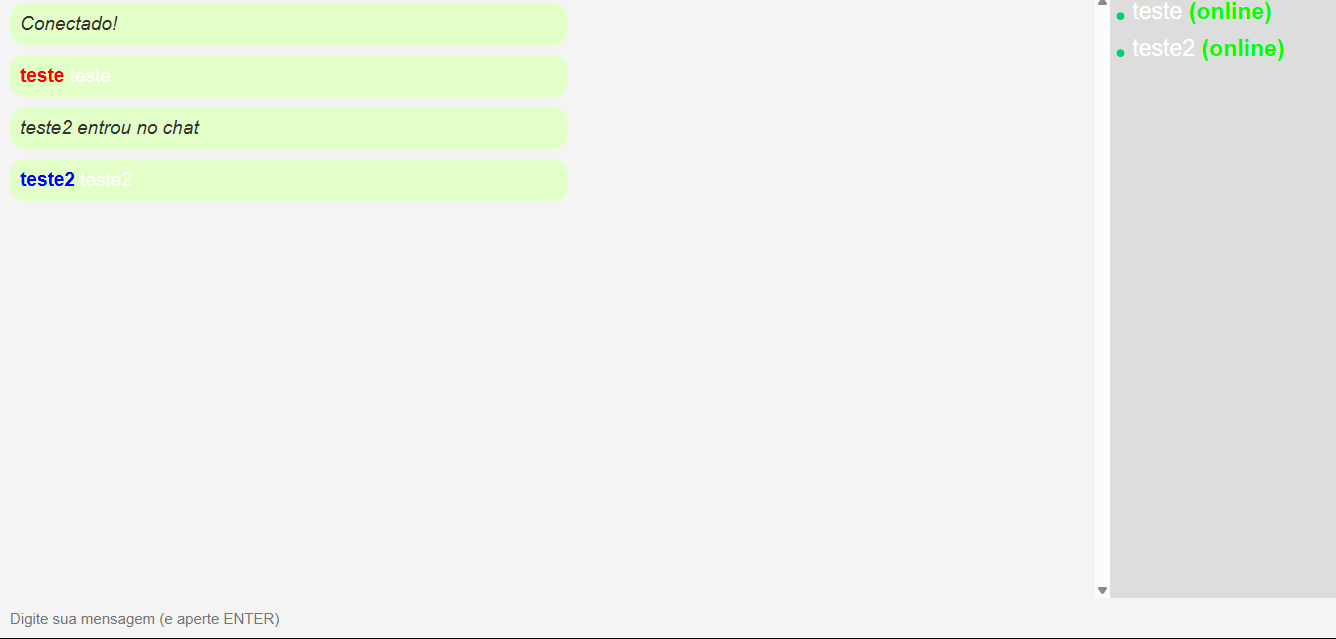 Conectado!
teste teste
teste2 entrou no chat
teste2 teste2
teste (online)
teste2 (online)
Digite sua mensagem (e aperte ENTER)